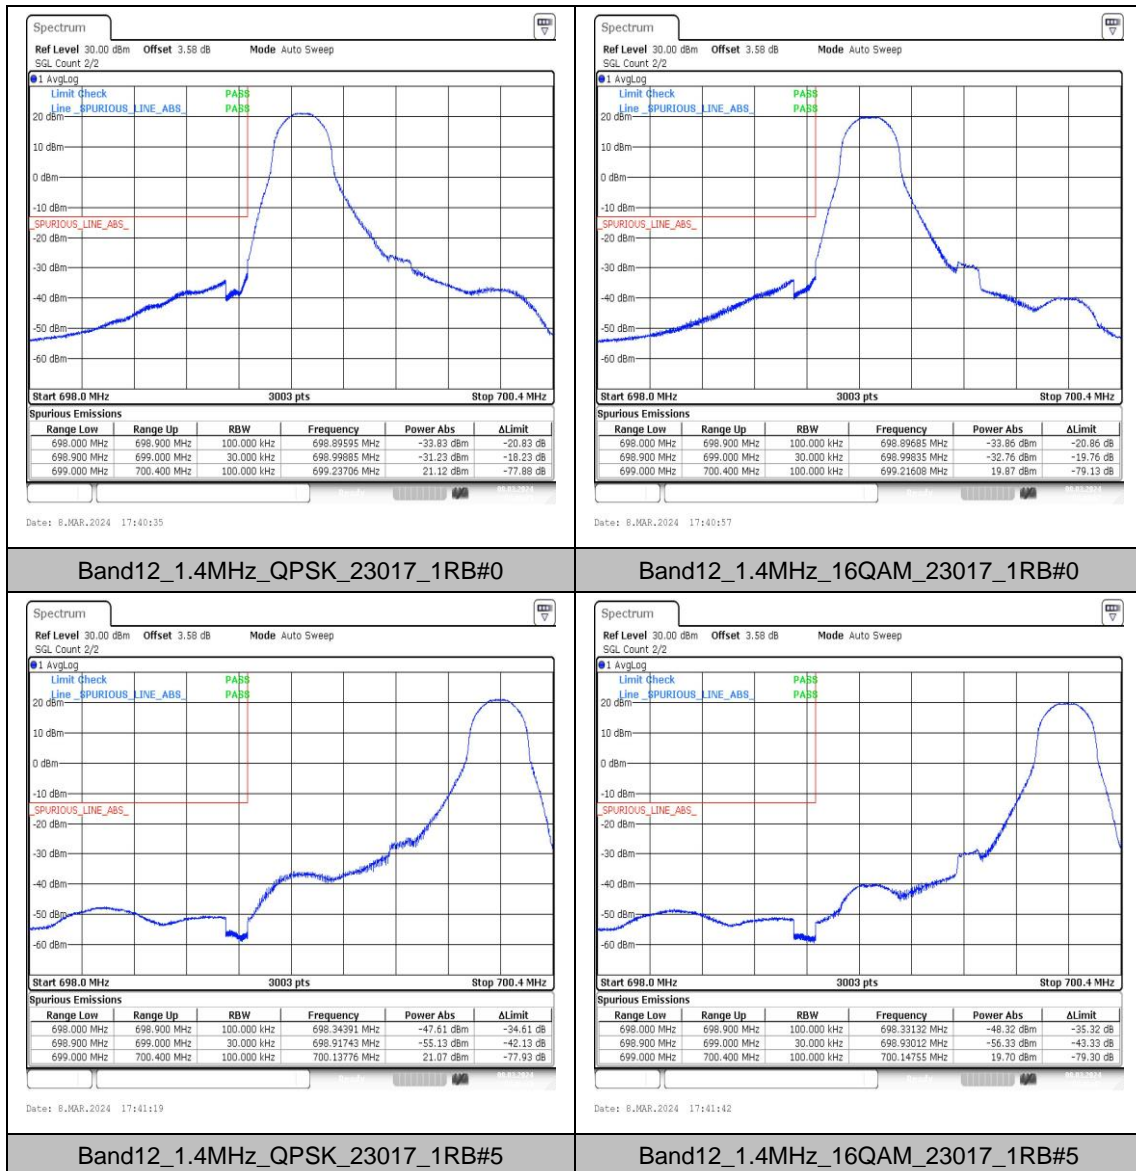 Spectrum
Ref Level 30.00 dBm Offset 3.58 dB Mode Auto Sweep
SGL Count 2/2
1 AvgLog
Limit Check PASS
Line _SPURIOUS_LINE_ABS_ PASS
20 dBm
10 dBm
0 dBm
-10 dBm
_SPURIOUS_LINE_ABS_
-20 dBm
-30 dBm
-40 dBm
-50 dBm
-60 dBm
Start 698.0 MHz 3003 pts Stop 700.4 MHz
Spurious Emissions
Range Low Range Up RBW Frequency Power Abs ΔLimit
698.000 MHz 698.900 MHz 100.000 kHz 698.89595 MHz -33.83 dBm -20.83 dB
698.900 MHz 699.000 MHz 30.000 kHz 698.99885 MHz -31.23 dBm -18.23 dB
699.000 MHz 700.400 MHz 100.000 kHz 699.23706 MHz 21.12 dBm -77.88 dB
Date: 8.MAR.2024 17:40:35
Band12_1.4MHz_QPSK_23017_1RB#0
Spectrum
Ref Level 30.00 dBm Offset 3.58 dB Mode Auto Sweep
SGL Count 2/2
1 AvgLog
Limit Check PASS
Line _SPURIOUS_LINE_ABS_ PASS
20 dBm
10 dBm
0 dBm
-10 dBm
_SPURIOUS_LINE_ABS_
-20 dBm
-30 dBm
-40 dBm
-50 dBm
-60 dBm
Start 698.0 MHz 3003 pts Stop 700.4 MHz
Spurious Emissions
Range Low Range Up RBW Frequency Power Abs ΔLimit
698.000 MHz 698.900 MHz 100.000 kHz 698.89685 MHz -33.86 dBm -20.86 dB
698.900 MHz 699.000 MHz 30.000 kHz 698.99835 MHz -32.76 dBm -19.76 dB
699.000 MHz 700.400 MHz 100.000 kHz 699.21608 MHz 19.87 dBm -79.13 dB
Date: 8.MAR.2024 17:40:57
Band12_1.4MHz_16QAM_23017_1RB#0
Spectrum
Ref Level 30.00 dBm Offset 3.58 dB Mode Auto Sweep
SGL Count 2/2
1 AvgLog
Limit Check PASS
Line _SPURIOUS_LINE_ABS_ PASS
20 dBm
10 dBm
0 dBm
-10 dBm
_SPURIOUS_LINE_ABS_
-20 dBm
-30 dBm
-40 dBm
-50 dBm
-60 dBm
Start 698.0 MHz 3003 pts Stop 700.4 MHz
Spurious Emissions
Range Low Range Up RBW Frequency Power Abs ΔLimit
698.000 MHz 698.900 MHz 100.000 kHz 698.34391 MHz -47.61 dBm -34.61 dB
698.900 MHz 699.000 MHz 30.000 kHz 698.91743 MHz -55.13 dBm -42.13 dB
699.000 MHz 700.400 MHz 100.000 kHz 700.13776 MHz 21.07 dBm -77.93 dB
Date: 8.MAR.2024 17:41:19
Band12_1.4MHz_QPSK_23017_1RB#5
Spectrum
Ref Level 30.00 dBm Offset 3.58 dB Mode Auto Sweep
SGL Count 2/2
1 AvgLog
Limit Check PASS
Line _SPURIOUS_LINE_ABS_ PASS
20 dBm
10 dBm
0 dBm
-10 dBm
_SPURIOUS_LINE_ABS_
-20 dBm
-30 dBm
-40 dBm
-50 dBm
-60 dBm
Start 698.0 MHz 3003 pts Stop 700.4 MHz
Spurious Emissions
Range Low Range Up RBW Frequency Power Abs ΔLimit
698.000 MHz 698.900 MHz 100.000 kHz 698.33132 MHz -48.32 dBm -35.32 dB
698.900 MHz 699.000 MHz 30.000 kHz 698.93012 MHz -56.33 dBm -43.33 dB
699.000 MHz 700.400 MHz 100.000 kHz 700.14755 MHz 19.70 dBm -79.30 dB
Date: 8.MAR.2024 17:41:42
Band12_1.4MHz_16QAM_23017_1RB#5